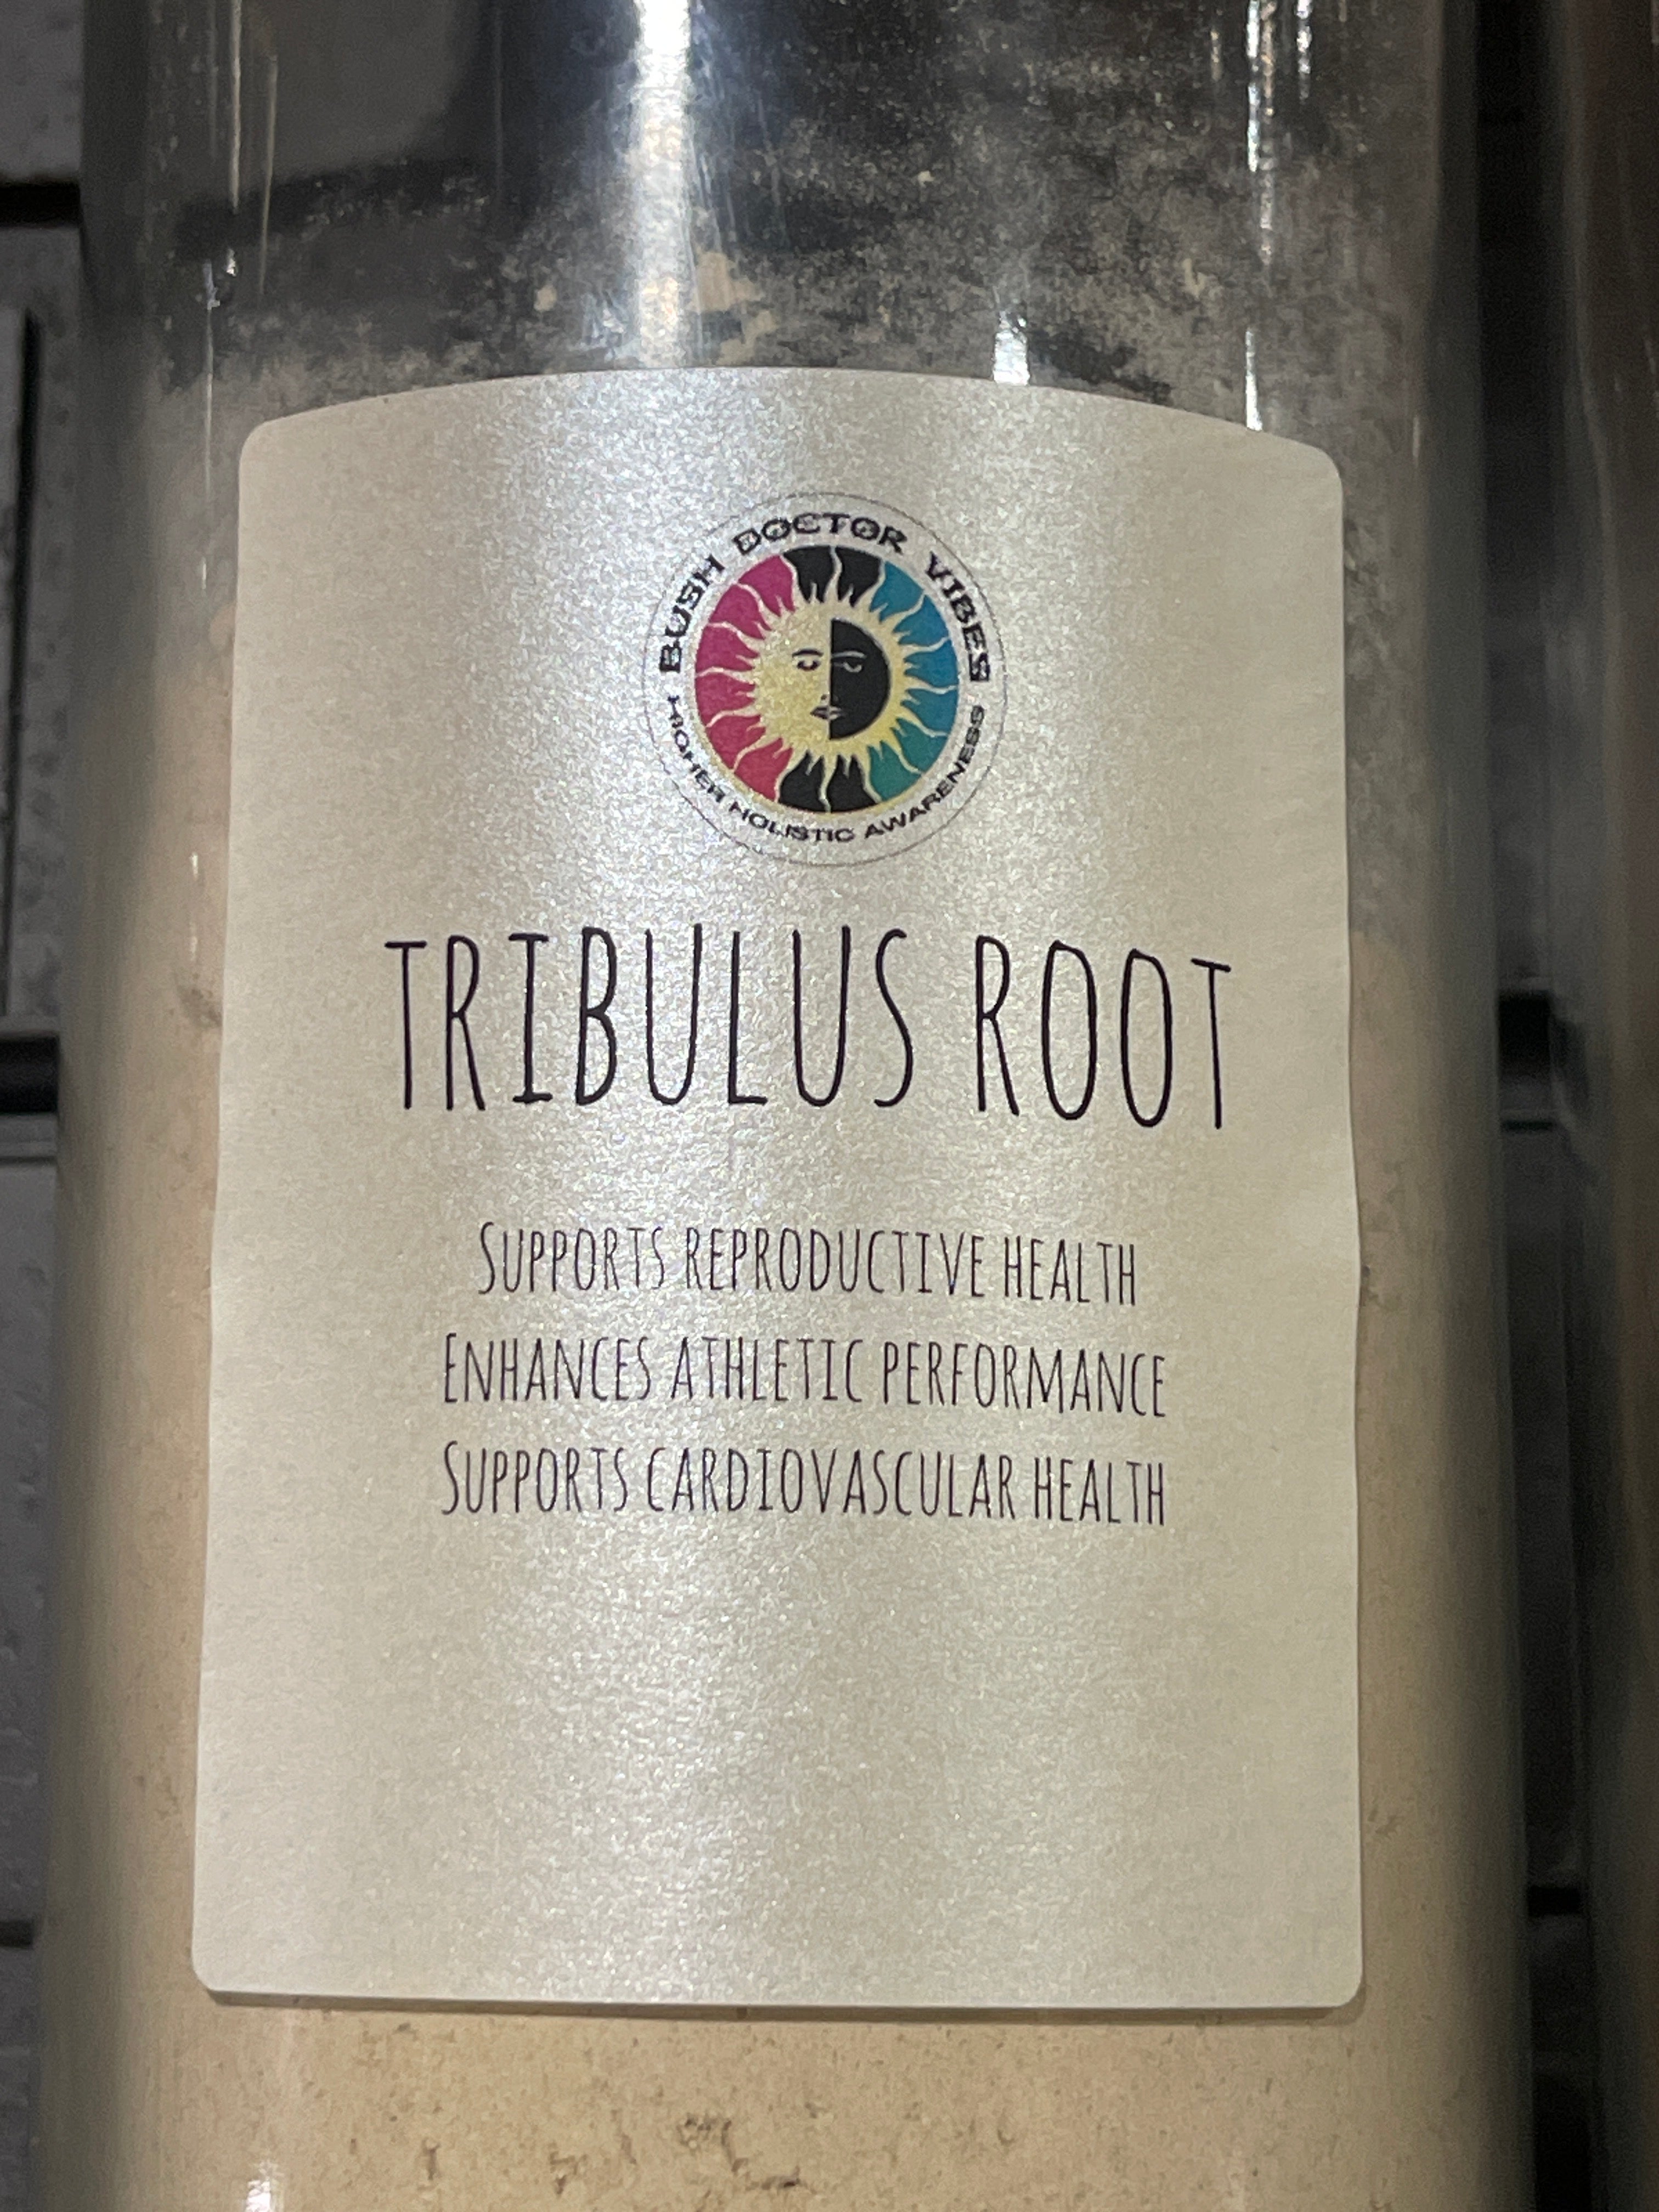 BUSH DOCTOR VIBES
HIGHER HOLISTIC AWARENESS
TRIBULUS ROOT
SUPPORTS REPRODUCTIVE HEALTH
ENHANCES ATHLETIC PERFORMANCE
SUPPORTS CARDIOVASCULAR HEALTH